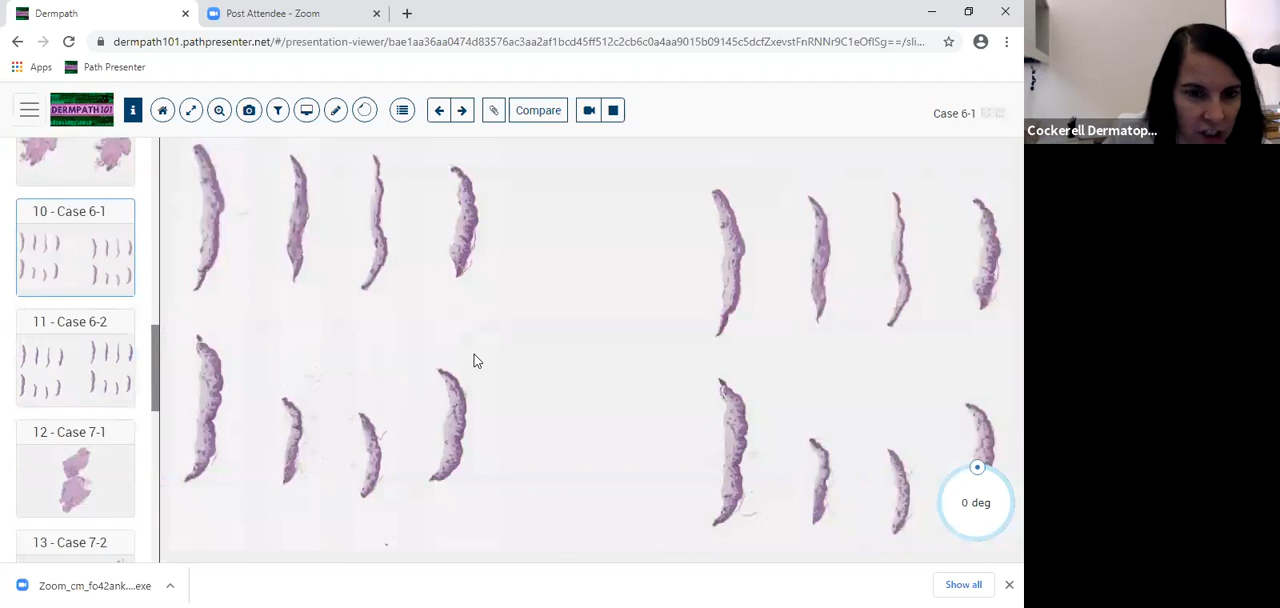 Dermpath
Post Attendee - Zoom
dermpath101.pathpresenter.net/#/presentation-viewer/bae1aa36aa0474d83576ac3aa2af1bcd45ff512c2cb6c0a4aa9015b09145c5dcfZxevstFnRNNr9C1eOflSg==/sli...
Apps
Path Presenter
DERMPATH101
Compare
Case 6-1
10 - Case 6-1
11 - Case 6-2
12 - Case 7-1
13 - Case 7-2
0 deg
Cockerell Dermatop...
Zoom_cm_fo42ank....exe
Show all